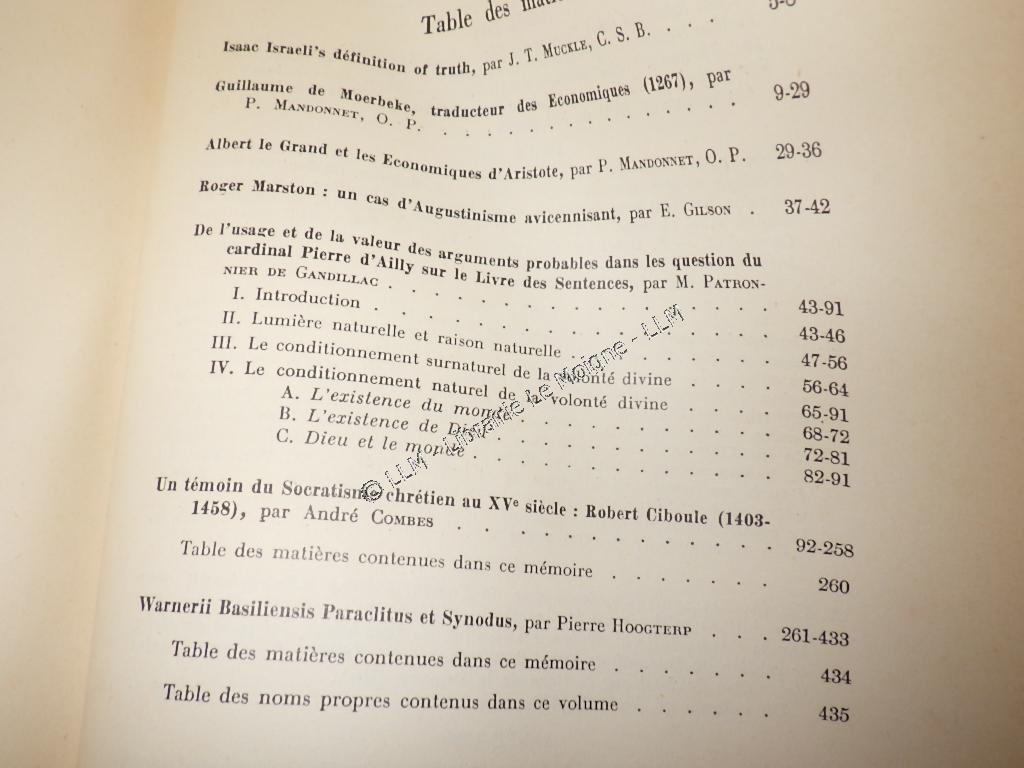 Table des
Isaac Israeli's définition of truth, par J. T. MUCKLE, C. S. B. . . . .
Guillaume de Moerbeke, traducteur des Economiques (1267), par
P. MANDONNET, O. P. . . . . . . . . . . . . 9-29
Albert le Grand et les Economiques d'Aristote, par P. MANDONNET, O. P. 29-36
Roger Marston : un cas d'Augustinisme avicennisant, par E. GILSON . 37-42
De l'usage et de la valeur des arguments probables dans les question du
cardinal Pierre d'Ailly sur le Livre des Sentences, par M. PATRON-
NIER DE GANDILLAC . . . . . . . . . . . . 43-91
I. Introduction . . . . . . . . . . . . 43-46
II. Lumière naturelle et raison naturelle . . . . . . . . 47-56
III. Le conditionnement surnaturel de la volonté divine . . . . 56-64
IV. Le conditionnement naturel de la volonté divine . . . . 65-91
A. L'existence du monde . . . . . . . . . 68-72
B. L'existence de Dieu . . . . . . . . . 72-81
C. Dieu et le monde . . . . . . . . . . 82-91
Un témoin du Socratisme chrétien au XVe siècle : Robert Ciboule (1403-
1458), par André COMBES . . . . . . . . . . 92-258
Table des matières contenues dans ce mémoire . . . . . . 260
Warnerii Basiliensis Paraclitus et Synodus, par Pierre HOOGTERP . . . 261-433
Table des matières contenues dans ce mémoire . . . . . . 434
Table des noms propres contenus dans ce volume . . . . . . 435
© LLM - Librairie Le Moigne - LLM